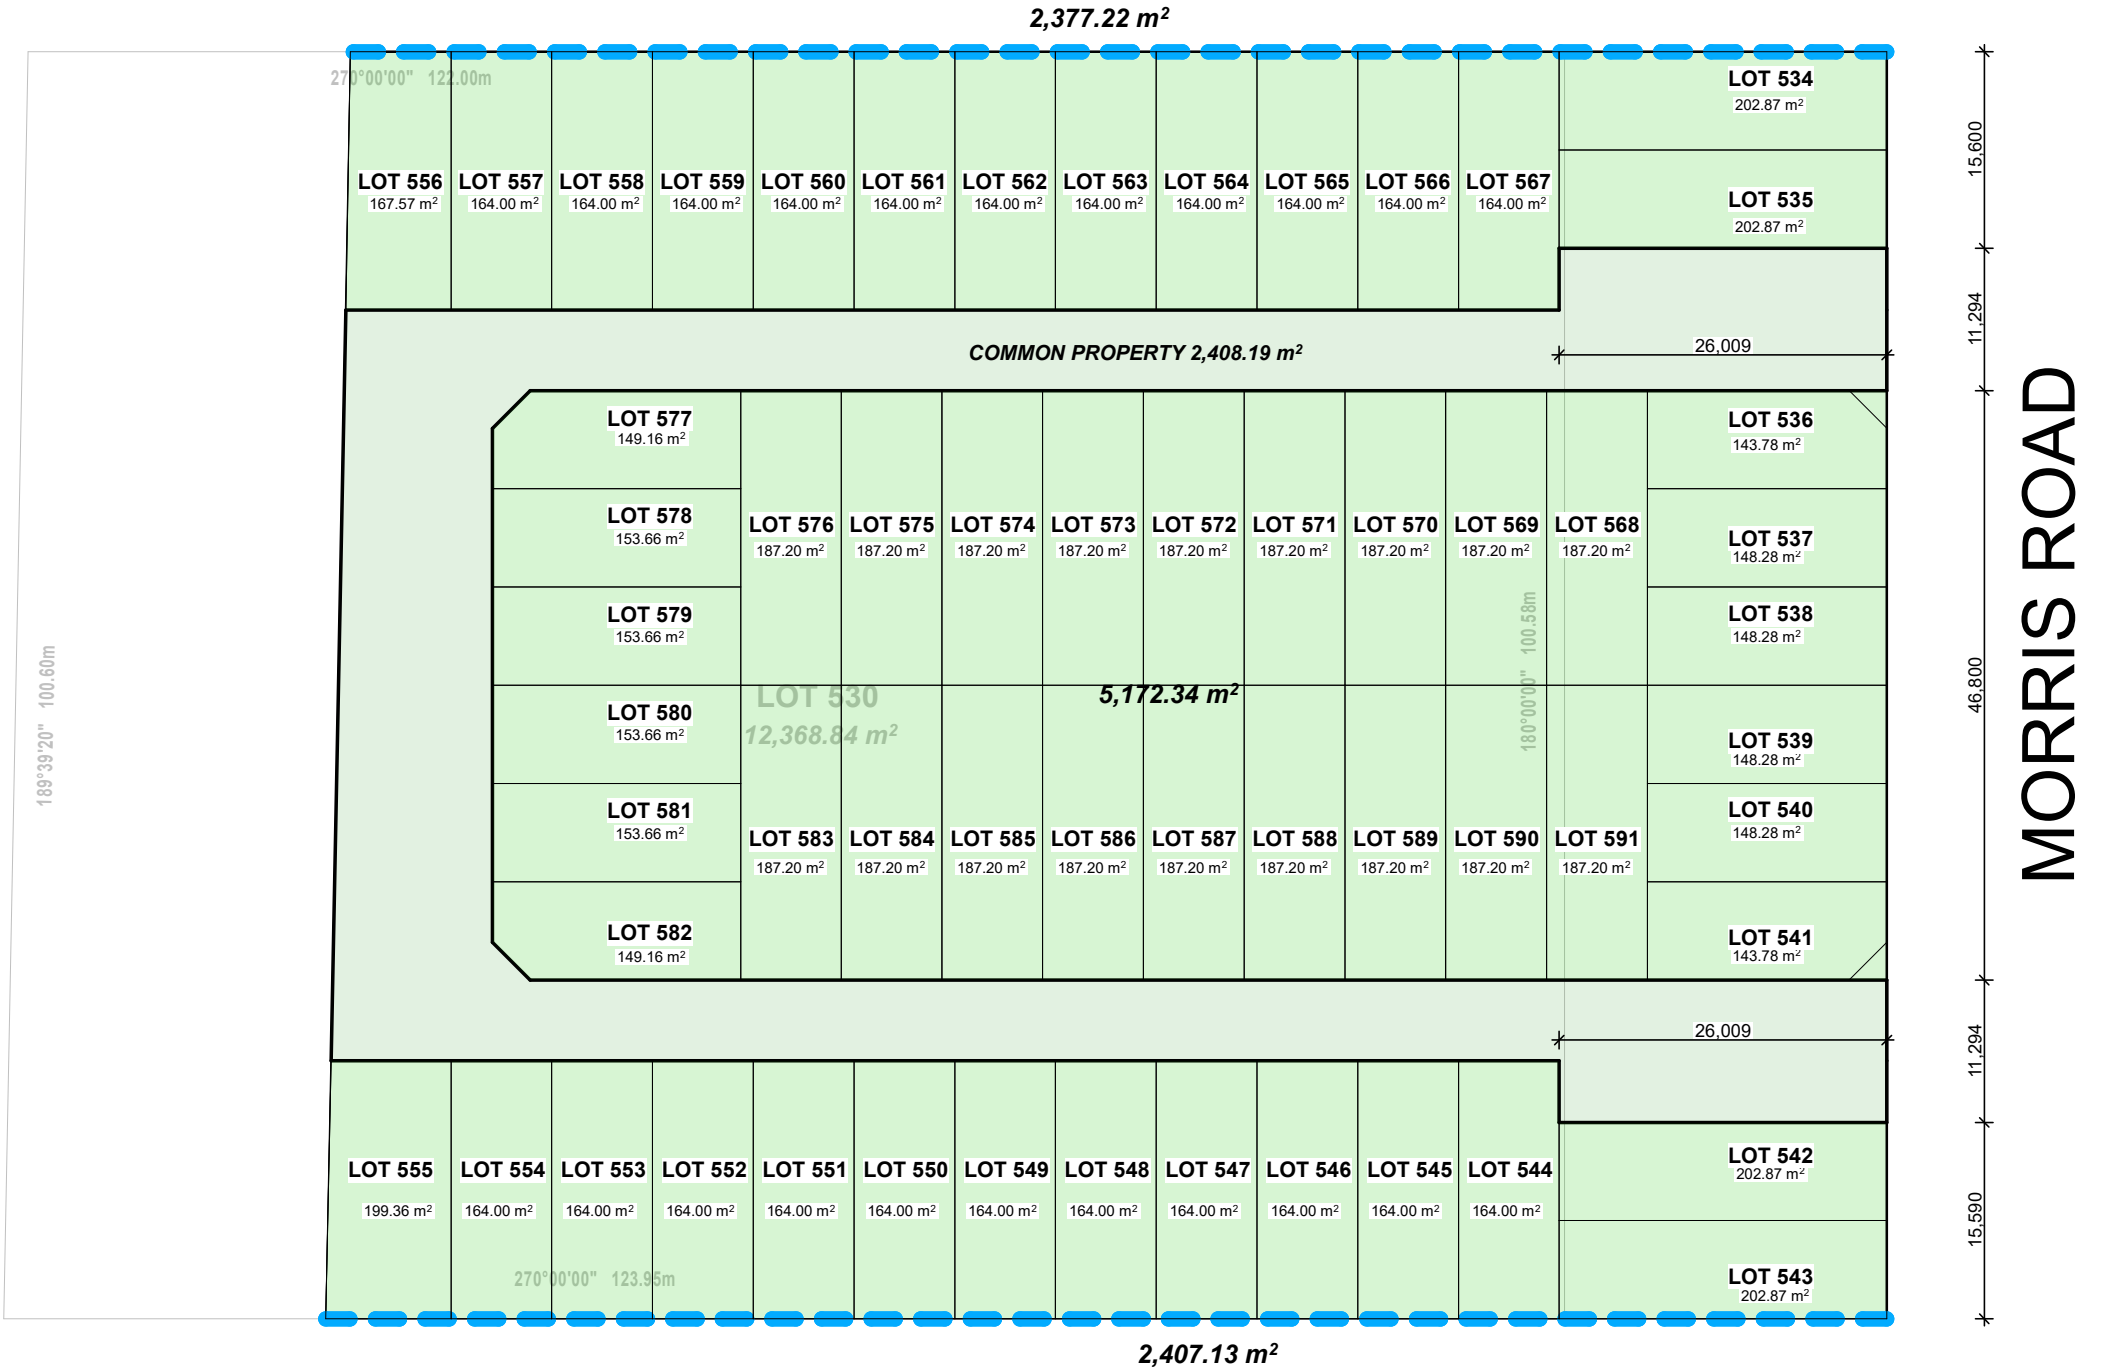 2,377.22 m²
270°00'00" 122.00m
LOT 534
202.87 m²
15,600
LOT 556
167.57 m²
LOT 557
164.00 m²
LOT 558
164.00 m²
LOT 559
164.00 m²
LOT 560
164.00 m²
LOT 561
164.00 m²
LOT 562
164.00 m²
LOT 563
164.00 m²
LOT 564
164.00 m²
LOT 565
164.00 m²
LOT 566
164.00 m²
LOT 567
164.00 m²
LOT 535
202.87 m²
11,294
COMMON PROPERTY 2,408.19 m²
26,009
LOT 577
149.16 m²
LOT 536
143.78 m²
LOT 578
153.66 m²
LOT 576
187.20 m²
LOT 575
187.20 m²
LOT 574
187.20 m²
LOT 573
187.20 m²
LOT 572
187.20 m²
LOT 571
187.20 m²
LOT 570
187.20 m²
LOT 569
187.20 m²
LOT 568
187.20 m²
LOT 537
148.28 m²
LOT 579
153.66 m²
LOT 538
148.28 m²
MORRIS ROAD
189°39'20" 100.60m
180°00'00" 100.58m
46,800
LOT 530
12,368.84 m²
5,172.34 m²
LOT 580
153.66 m²
LOT 539
148.28 m²
LOT 581
153.66 m²
LOT 540
148.28 m²
LOT 583
187.20 m²
LOT 584
187.20 m²
LOT 585
187.20 m²
LOT 586
187.20 m²
LOT 587
187.20 m²
LOT 588
187.20 m²
LOT 589
187.20 m²
LOT 590
187.20 m²
LOT 591
187.20 m²
LOT 582
149.16 m²
LOT 541
143.78 m²
26,009
11,294
LOT 555
199.36 m²
LOT 554
164.00 m²
LOT 553
164.00 m²
LOT 552
164.00 m²
LOT 551
164.00 m²
LOT 550
164.00 m²
LOT 549
164.00 m²
LOT 548
164.00 m²
LOT 547
164.00 m²
LOT 546
164.00 m²
LOT 545
164.00 m²
LOT 544
164.00 m²
LOT 542
202.87 m²
15,590
270°00'00" 123.95m
LOT 543
202.87 m²
2,407.13 m²